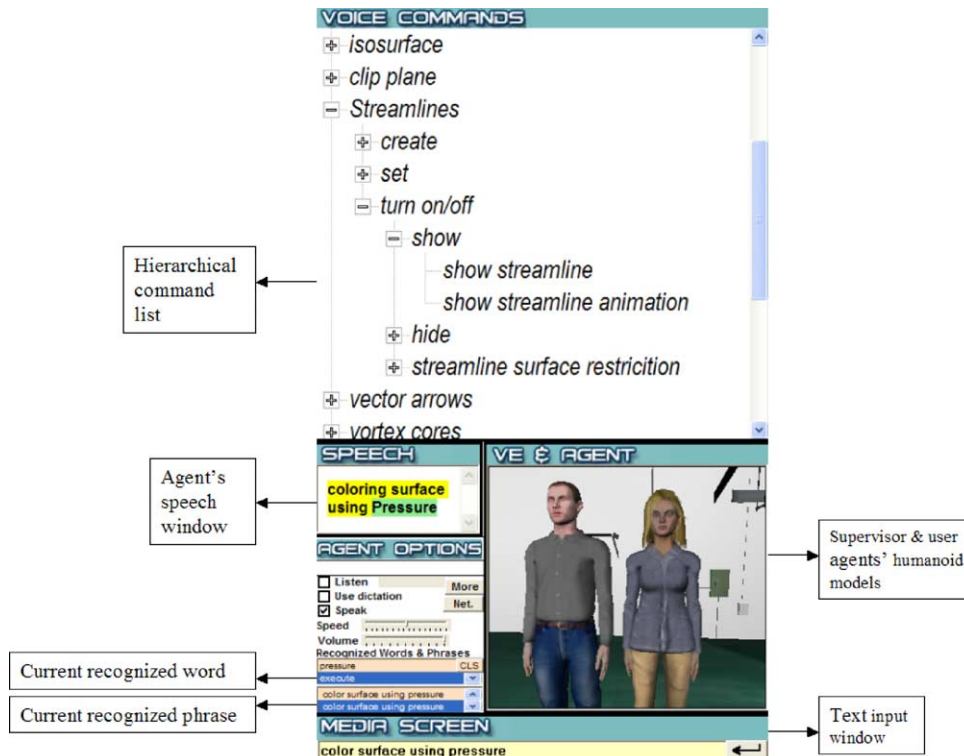 VOICE COMMANDS
isosurface
clip plane
Streamlines
create
set
turn on/off
show
show streamline
show streamline animation
hide
streamline surface restricition
vector arrows
vortex cores
Hierarchical
command
list
SPEECH
VE & AGENT
coloring surface
using Pressure
Agent's
speech
window
AGENT OPTIONS
Listen
More
Use dictation
Net.
Speak
Speed
Volume
Recognized Words & Phrases
pressure CLS
execute
color surface using pressure
color surface using pressure
Supervisor & user
agents' humanoid
models
Current recognized word
Current recognized phrase
MEDIA SCREEN
color surface using pressure
Text input
window